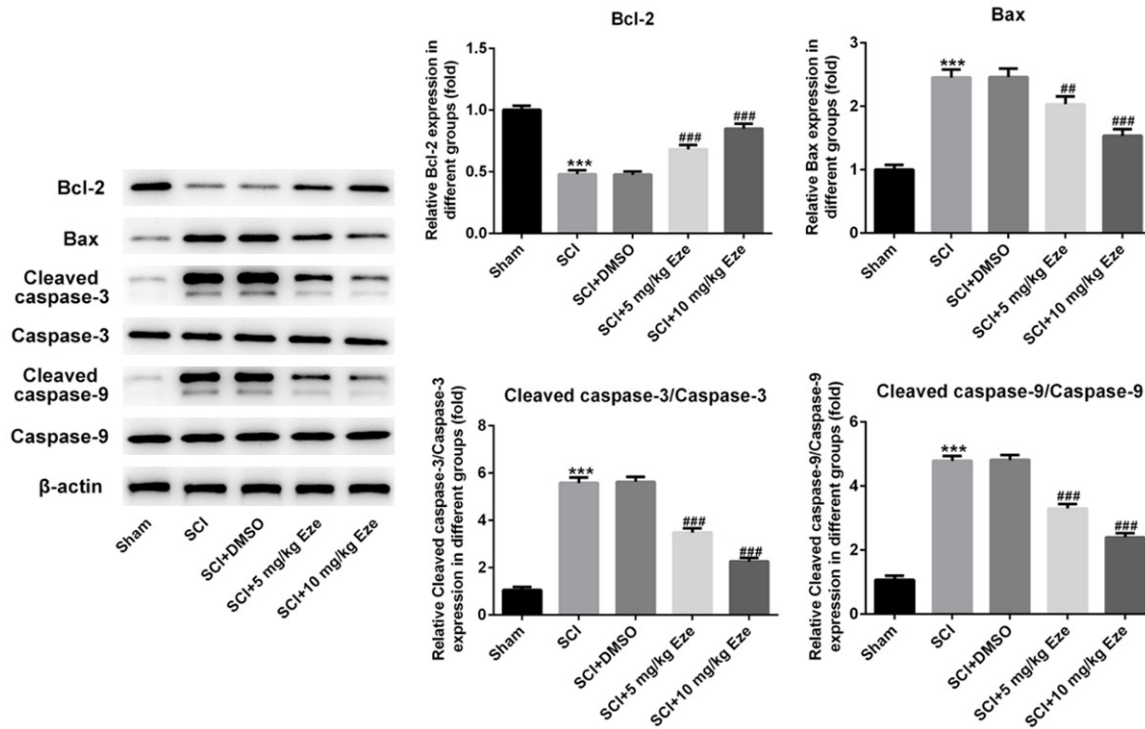 Bcl-2
Bax
Cleaved
caspase-3
Caspase-3
Cleaved
caspase-9
Caspase-9
β-actin
Sham
SCI
SCI+DMSO
SCI+5 mg/kg Eze
SCI+10 mg/kg Eze
Bcl-2
Relative Bcl-2 expression in
different groups (fold)
1.5
1.0
0.5
0.0
***
###
###
Sham
SCI
SCI+DMSO
SCI+5 mg/kg Eze
SCI+10 mg/kg Eze
Bax
Relative Bax expression in
different groups (fold)
3
2
1
0
***
##
###
Sham
SCI
SCI+DMSO
SCI+5 mg/kg Eze
SCI+10 mg/kg Eze
Cleaved caspase-3/Caspase-3
Relative Cleaved caspase-3/Caspase-3
expression in different groups (fold)
8
6
4
2
0
***
###
###
Sham
SCI
SCI+DMSO
SCI+5 mg/kg Eze
SCI+10 mg/kg Eze
Cleaved caspase-9/Caspase-9
Relative Cleaved caspase-9/Caspase-9
expression in different groups (fold)
6
4
2
0
***
###
###
Sham
SCI
SCI+DMSO
SCI+5 mg/kg Eze
SCI+10 mg/kg Eze